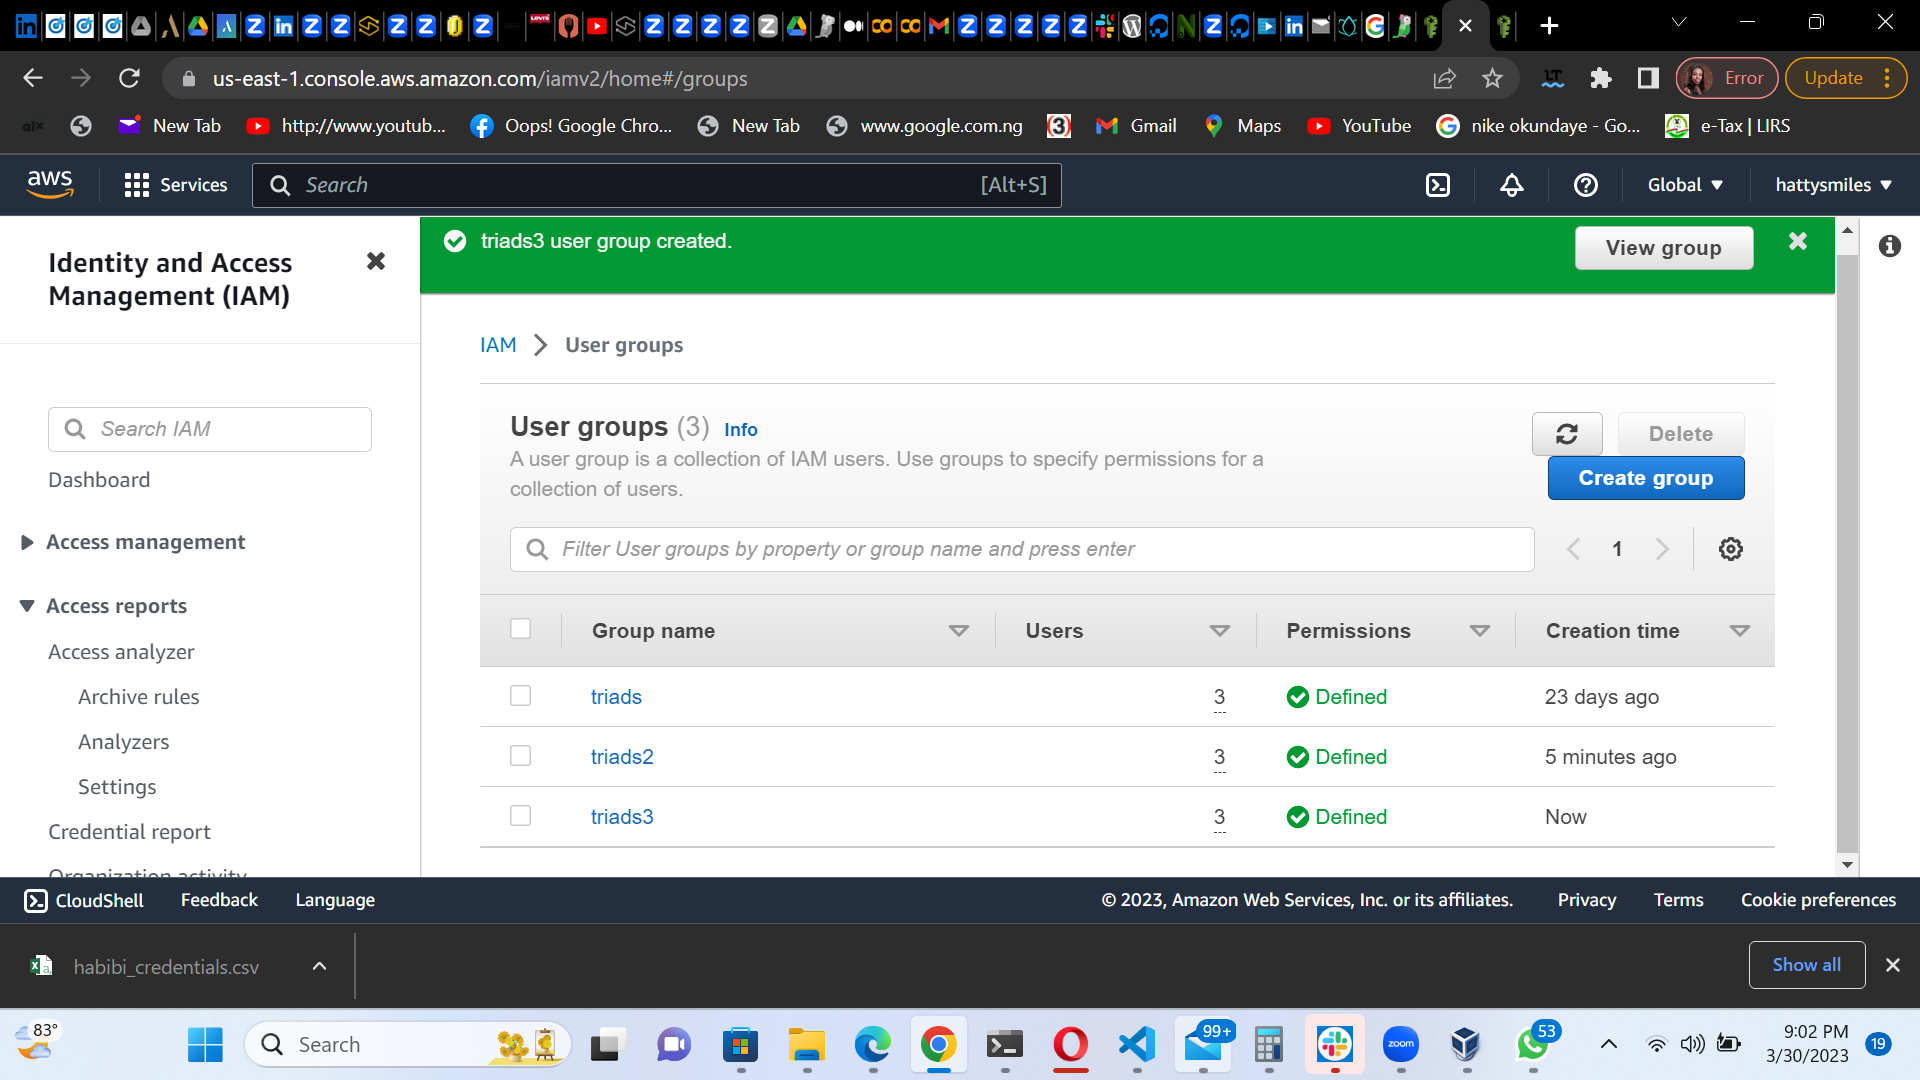 us-east-1.console.aws.amazon.com/iamv2/home#/groups
Error
Update
alx
New Tab
http://www.youtub...
Oops! Google Chro...
New Tab
www.google.com.ng
Gmail
Maps
YouTube
nike okundaye - Go...
e-Tax | LIRS
aws
Services
Search
[Alt+S]
Global
hattysmiles
Identity and Access
Management (IAM)
Search IAM
Dashboard
Access management
Access reports
Access analyzer
Archive rules
Analyzers
Settings
Credential report
Organization activity
triads3 user group created.
View group
IAM
User groups
User groups (3) Info
A user group is a collection of IAM users. Use groups to specify permissions for a
collection of users.
Delete
Create group
Filter User groups by property or group name and press enter
1
Group name Users Permissions Creation time
triads 3 Defined 23 days ago
triads2 3 Defined 5 minutes ago
triads3 3 Defined Now
CloudShell
Feedback
Language
© 2023, Amazon Web Services, Inc. or its affiliates.
Privacy
Terms
Cookie preferences
habibi_credentials.csv
Show all
83°
Search
99+
zoom
53
9:02 PM
3/30/2023
19